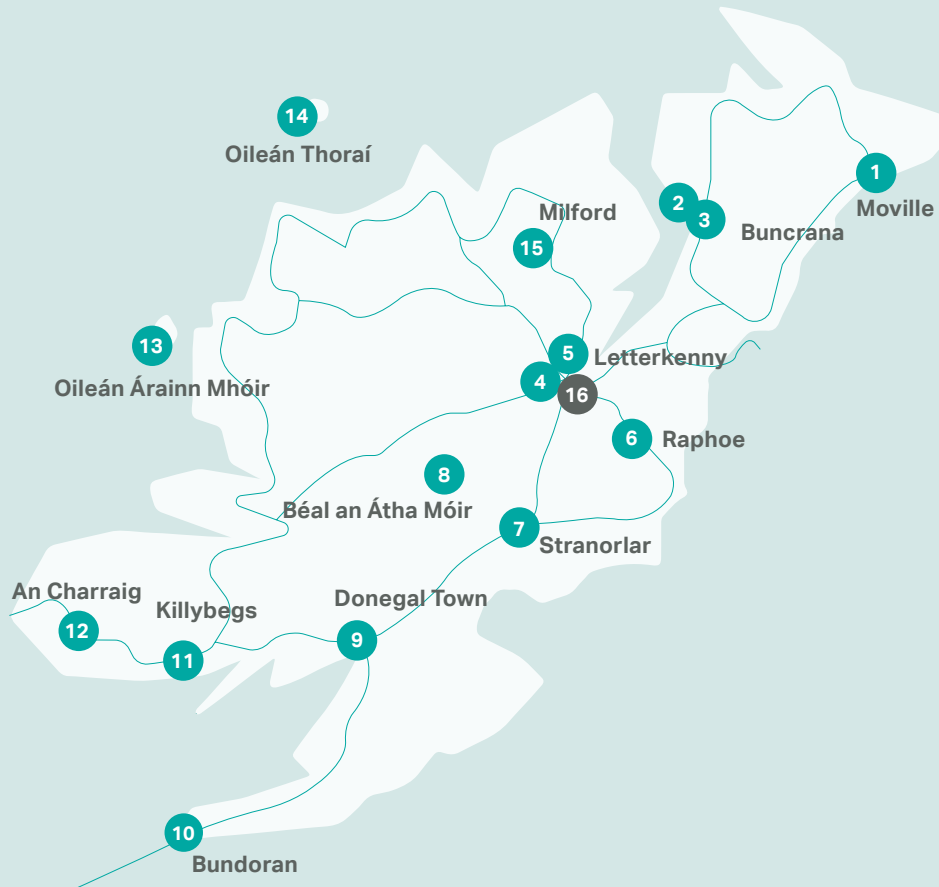 14
Oileán Thoraí
1
Moville
2
3
Buncrana
Milford
15
13
Oileán Árainn Mhóir
5
Letterkenny
4
16
6
Raphoe
8
Béal an Átha Móir
7
Stranorlar
An Charraig
12
Killybegs
11
Donegal Town
9
10
Bundoran